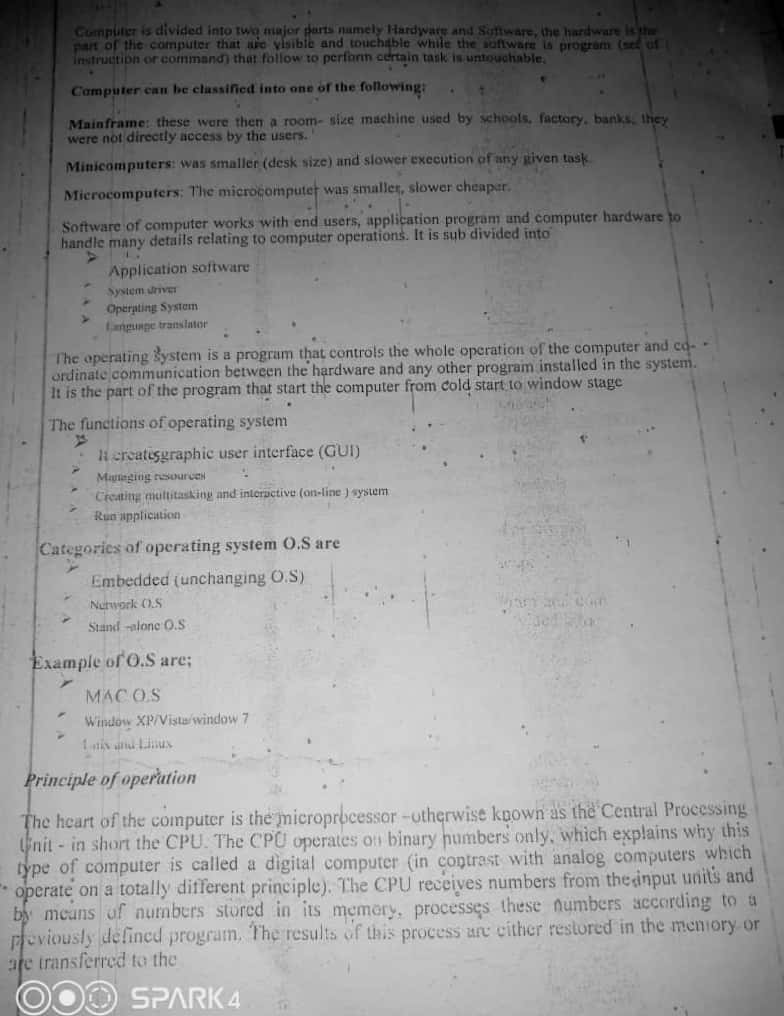 Computer is divided into two major parts namely Hardware and Software, the hardware is the
part of the computer that are visible and touchable while the software is program (set of
instruction or command) that follow to perform certain task is untouchable.
Computer can be classified into one of the following:
Mainframe: these were then a room- size machine used by schools, factory, banks, they
were not directly access by the users.
Minicomputers: was smaller (desk size) and slower execution of any given task.
Microcomputers: The microcomputer was smaller, slower cheaper.
Software of computer works with end users, application program and computer hardware to
handle many details relating to computer operations. It is sub divided into
➢ Application software
➢ System driver
➢ Operating System
➢ Language translator
The operating system is a program that controls the whole operation of the computer and co-
ordinate communication between the hardware and any other program installed in the system.
It is the part of the program that start the computer from cold start to window stage
The functions of operating system
➢ It creates graphic user interface (GUI)
➢ Managing resources
➢ Creating multitasking and interactive (on-line ) system
➢ Run application
Categories of operating system O.S are
➢ Embedded (unchanging O.S)
➢ Network O.S
➢ Stand -alone O.S
Example of O.S are;
➢ MAC O.S
➢ Window XP/Vista/window 7
➢ Unix and Linux
Principle of operation
The heart of the computer is the microprocessor -otherwise known as the Central Processing
Unit - in short the CPU. The CPU operates on binary numbers only, which explains why this
type of computer is called a digital computer (in contrast with analog computers which
operate on a totally different principle). The CPU receives numbers from the input units and
by means of numbers stored in its memory, processes these numbers according to a
previously defined program. The results of this process are either restored in the memory or
are transferred to the
SPARK 4